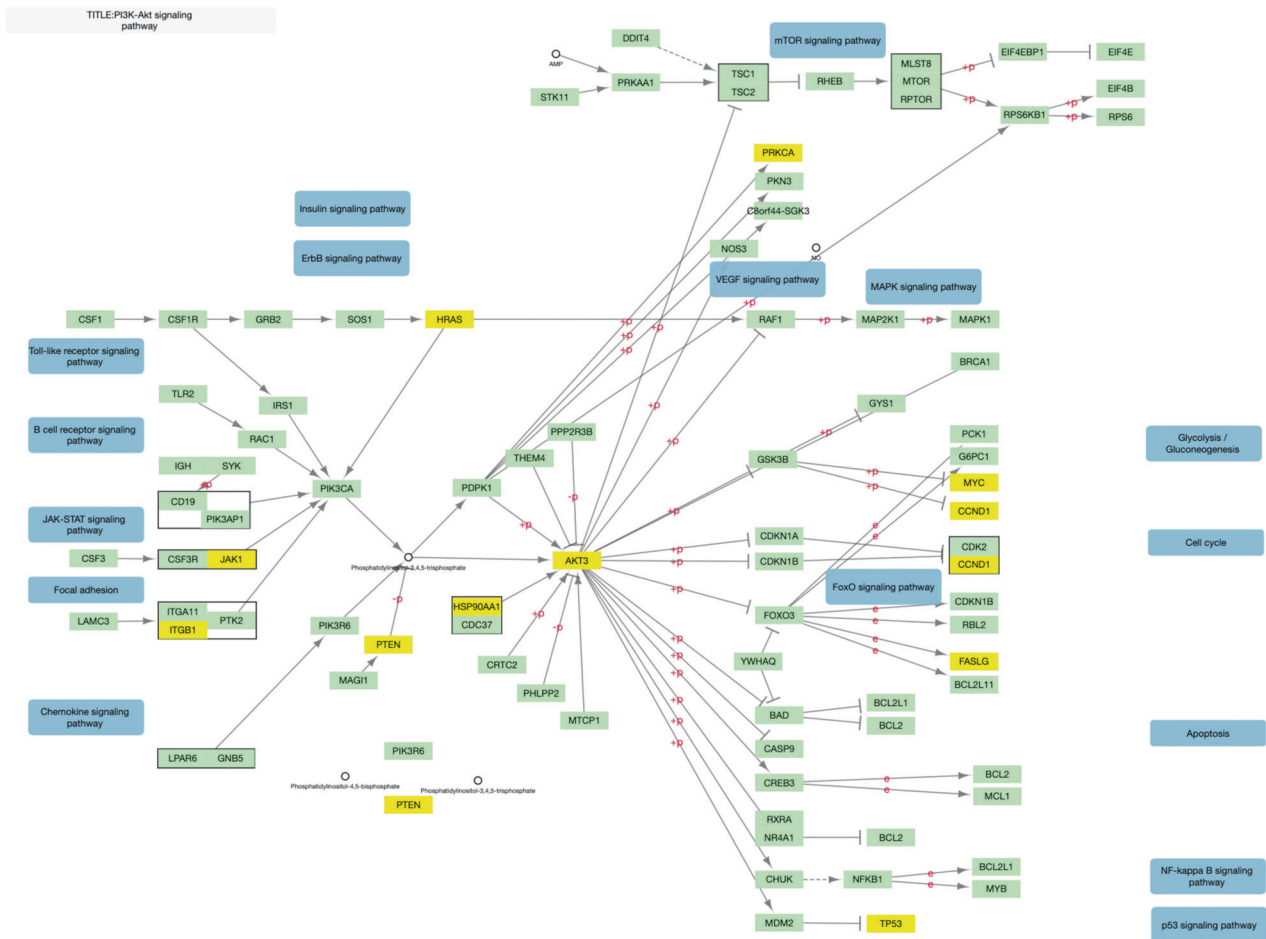 TITLE:PI3K-Akt signaling
pathway
DDIT4
mTOR signaling pathway
AMP
STK11
PRKAA1
TSC1
TSC2
RHEB
MLST8
MTOR
RPTOR
+p
+p
EIF4EBP1
EIF4E
RPS6KB1
+p
+p
EIF4B
RPS6
PRKCA
PKN3
C8orf44-SGK3
NOS3
NO
Insulin signaling pathway
ErbB signaling pathway
VEGF signaling pathway
MAPK signaling pathway
+p
CSF1
CSF1R
GRB2
SOS1
HRAS
+p
+p
+p
+p
RAF1
+p
MAP2K1
+p
MAPK1
Toll-like receptor signaling
pathway
TLR2
IRS1
RAC1
B cell receptor signaling
pathway
IGH
SYK
+p
CD19
PIK3AP1
PIK3CA
PDPK1
THEM4
PPP2R3B
+p
+p
-p
+p
+p
+p
BRCA1
GYS1
GSK3B
+p
+p
PCK1
G6PC1
MYC
CCND1
Glycolysis /
Gluconeogenesis
JAK-STAT signaling
pathway
CSF3
CSF3R
JAK1
Phosphatidylinositol-3,4,5-trisphosphate
AKT3
+p
+p
CDKN1A
CDKN1B
CDK2
CCND1
Cell cycle
e
e
Focal adhesion
LAMC3
ITGA11
ITGB1
PTK2
PIK3R6
-p
PTEN
MAGI1
HSP90AA1
CDC37
CRTC2
+p
PHLPP2
-p
MTCP1
+p
FOXO3
FoxO signaling pathway
e
e
e
e
CDKN1B
RBL2
FASLG
BCL2L11
YWHAQ
+p
+p
+p
+p
+p
+p
BAD
BCL2L1
BCL2
CASP9
Apoptosis
Chemokine signaling
pathway
LPAR6
GNB5
PIK3R6
Phosphatidylinositol-4,5-bisphosphate
Phosphatidylinositol-3,4,5-trisphosphate
PTEN
CREB3
e
e
BCL2
MCL1
RXRA
NR4A1
BCL2
CHUK
NFKB1
e
e
BCL2L1
MYB
NF-kappa B signaling
pathway
MDM2
TP53
p53 signaling pathway